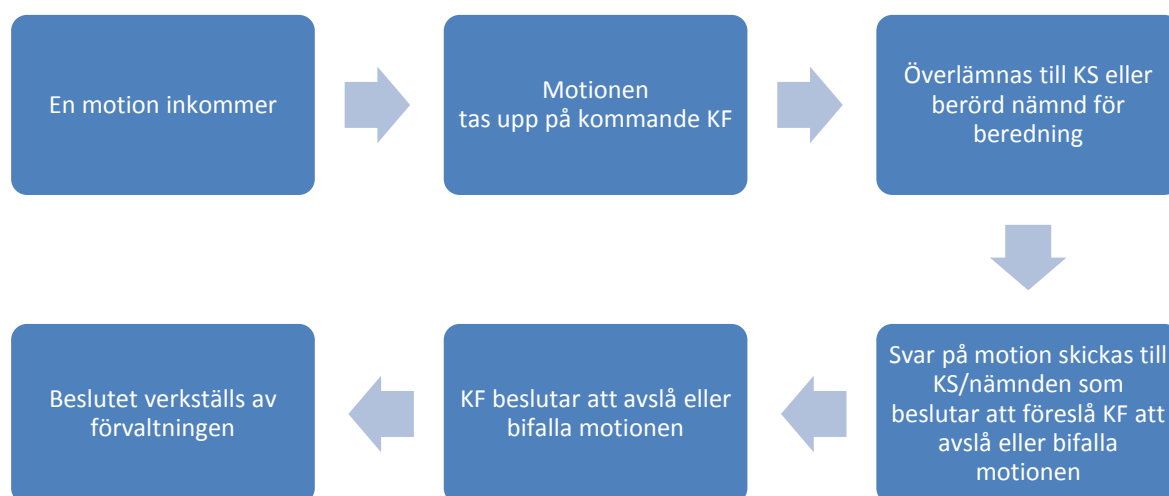 En motion inkommer
Motionen
tas upp på kommande KF
Överlämnas till KS eller
berörd nämnd för
beredning
Svar på motion skickas till
KS/nämnden som
beslutar att föreslå KF att
avslå eller bifalla
motionen
KF beslutar att avslå eller
bifalla motionen
Beslutet verkställs av
förvaltningen